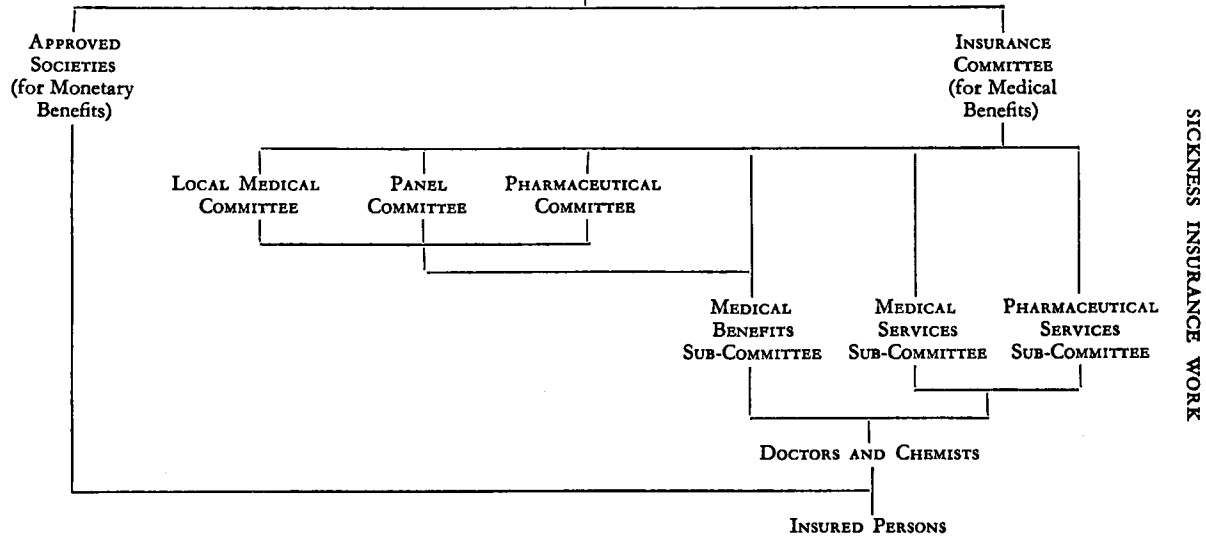 APPROVED
SOCIETIES
(for Monetary
Benefits)
INSURANCE
COMMITTEE
(for Medical
Benefits)
LOCAL MEDICAL
COMMITTEE
PANEL
COMMITTEE
PHARMACEUTICAL
COMMITTEE
MEDICAL
BENEFITS
SUB-COMMITTEE
MEDICAL
SERVICES
SUB-COMMITTEE
PHARMACEUTICAL
SERVICES
SUB-COMMITTEE
DOCTORS AND CHEMISTS
INSURED PERSONS
SICKNESS INSURANCE WORK